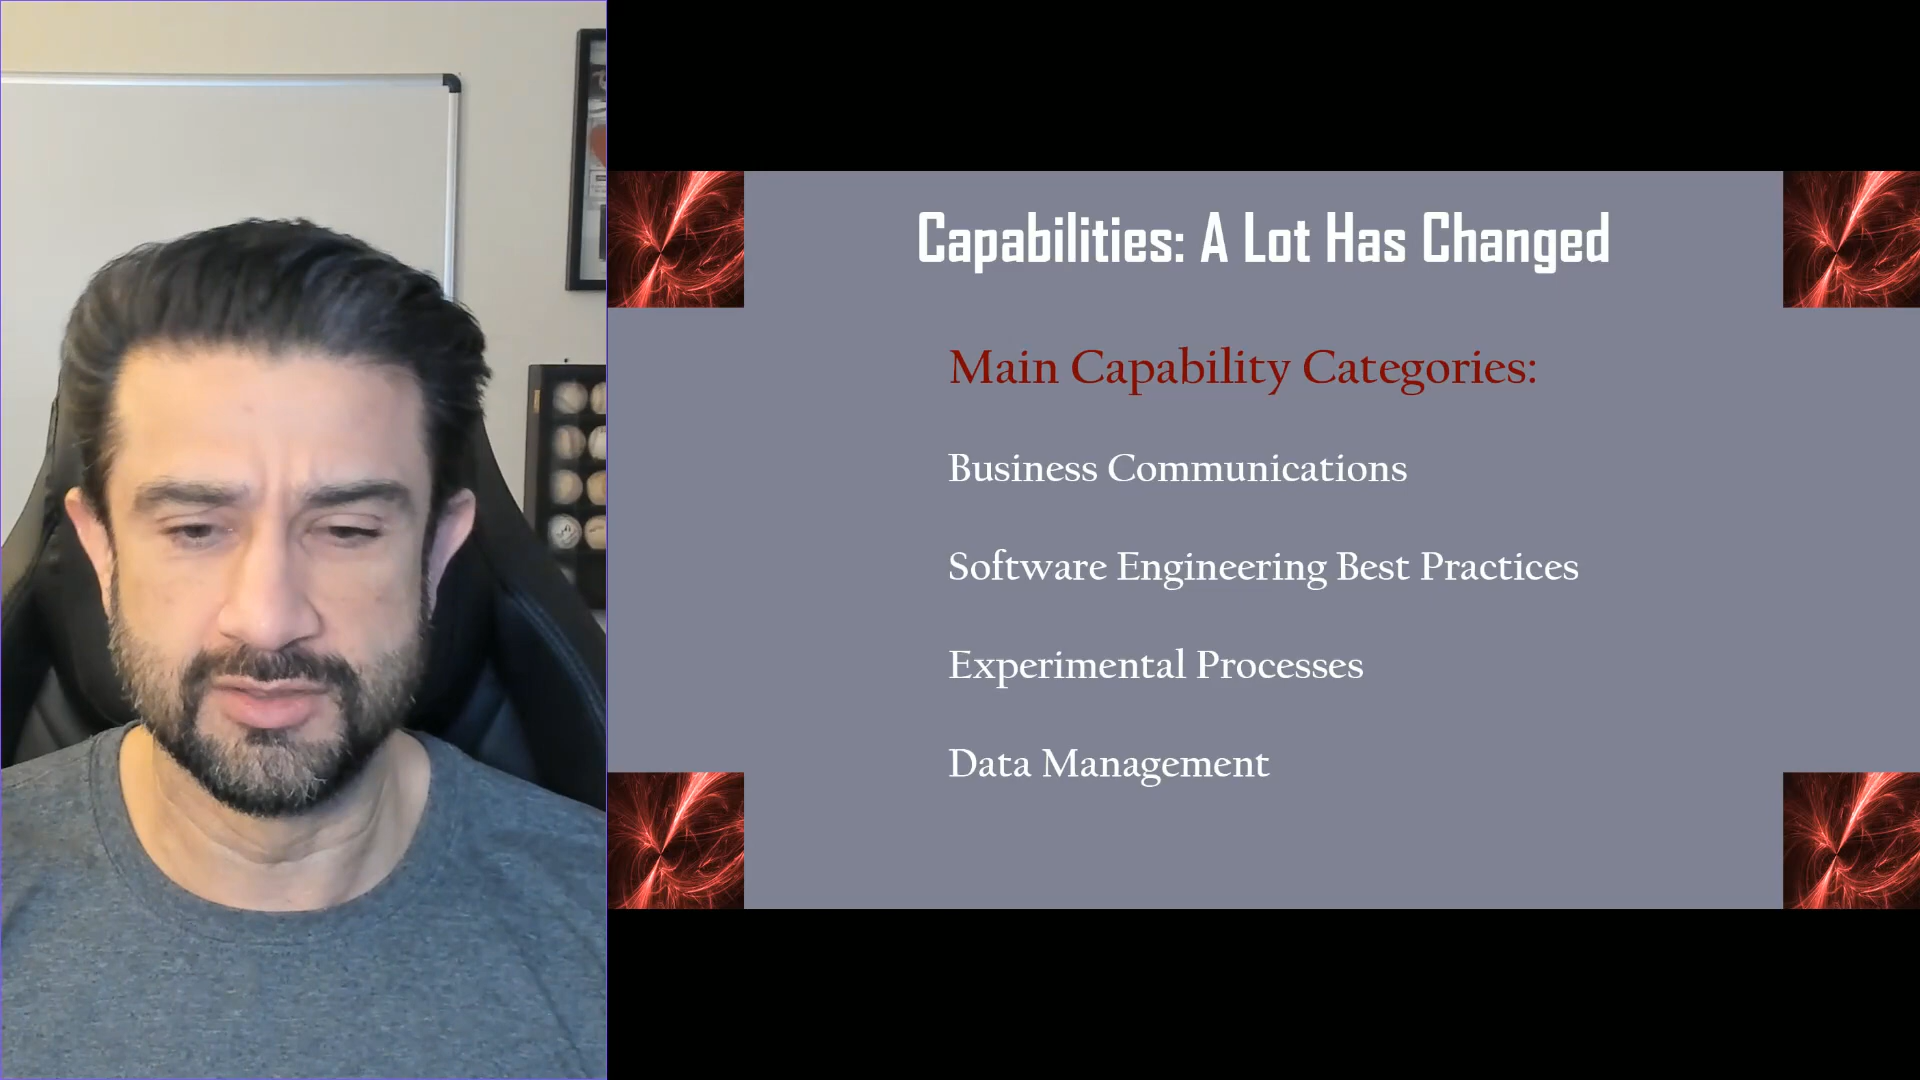 Capabilities: A Lot Has Changed
Main Capability Categories:
Business Communications
Software Engineering Best Practices
Experimental Processes
Data Management